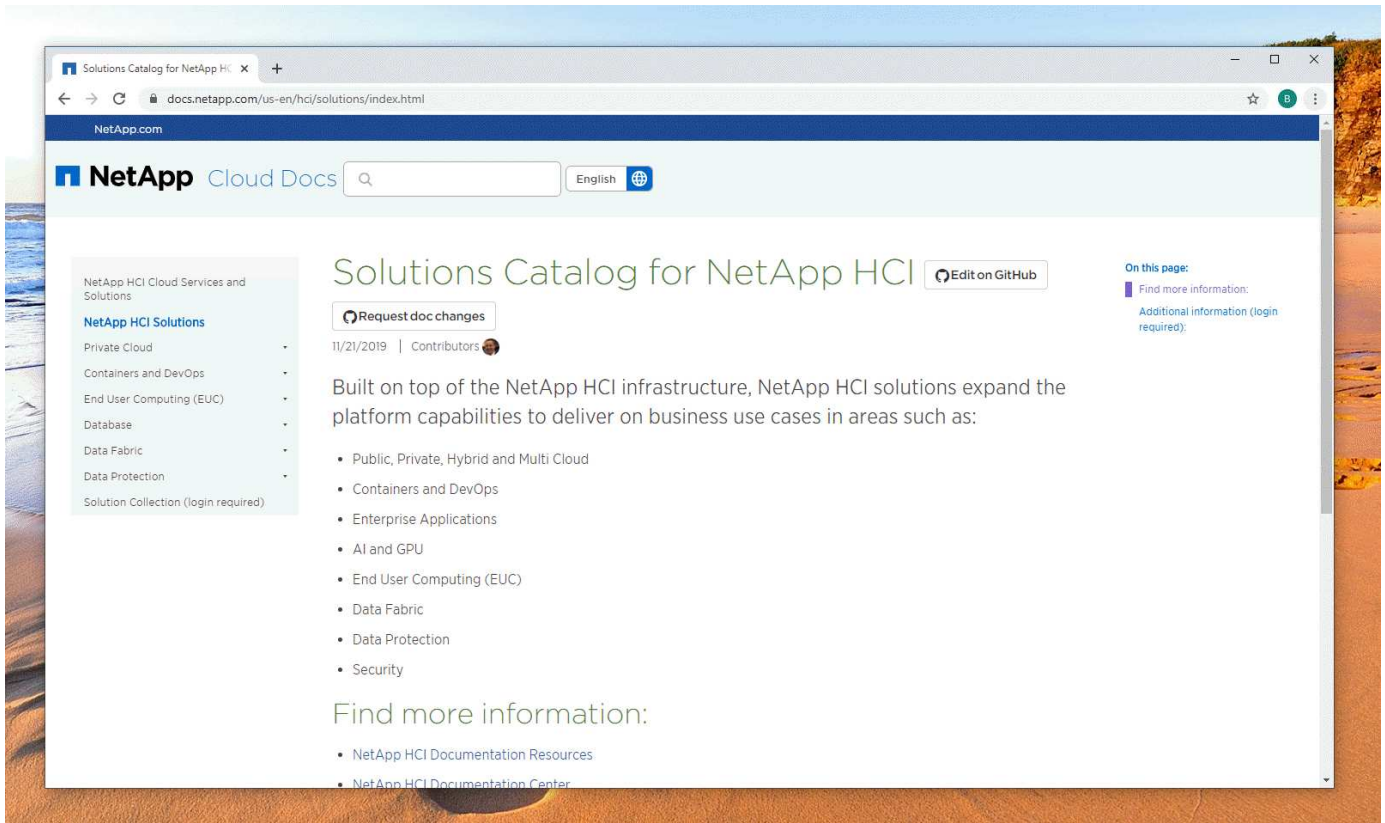 Solutions Catalog for NetApp HC
docs.netapp.com/us-en/hci/solutions/index.html
B
NetApp.com
NetApp Cloud Docs
English
NetApp HCI Cloud Services and
Solutions
NetApp HCI Solutions
Private Cloud
Containers and DevOps
End User Computing (EUC)
Database
Data Fabric
Data Protection
Solution Collection (login required)
Solutions Catalog for NetApp HCI
Edit on GitHub
Request doc changes
11/21/2019 | Contributors
Built on top of the NetApp HCI infrastructure, NetApp HCI solutions expand the
platform capabilities to deliver on business use cases in areas such as:
• Public, Private, Hybrid and Multi Cloud
• Containers and DevOps
• Enterprise Applications
• AI and GPU
• End User Computing (EUC)
• Data Fabric
• Data Protection
• Security
Find more information:
• NetApp HCI Documentation Resources
• NetApp HCI Documentation Center
On this page:
Find more information:
Additional information (login
required):